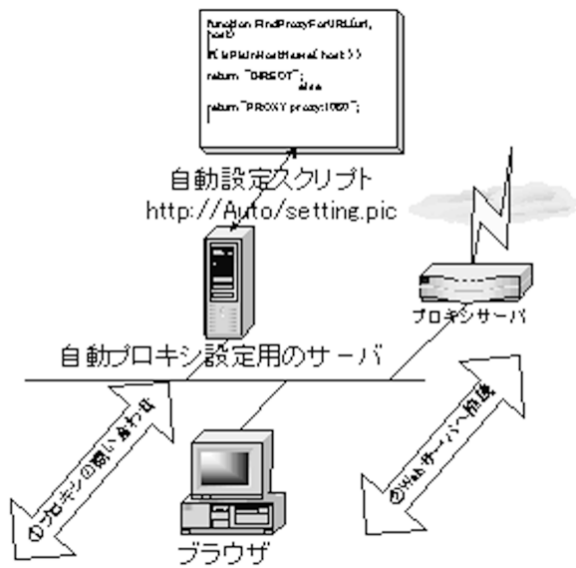 function FindProxyForURL(url,
host)
if(isPlainHostName(host))
return "DIRECT";
else
return "PROXY proxy:1080";
自動設定スクリプト
http://Auto/setting.pic
プロキシサーバ
自動プロキシ設定用のサーバ
①プロキシの問い合わせ
②Webサーバへ接続
ブラウザ